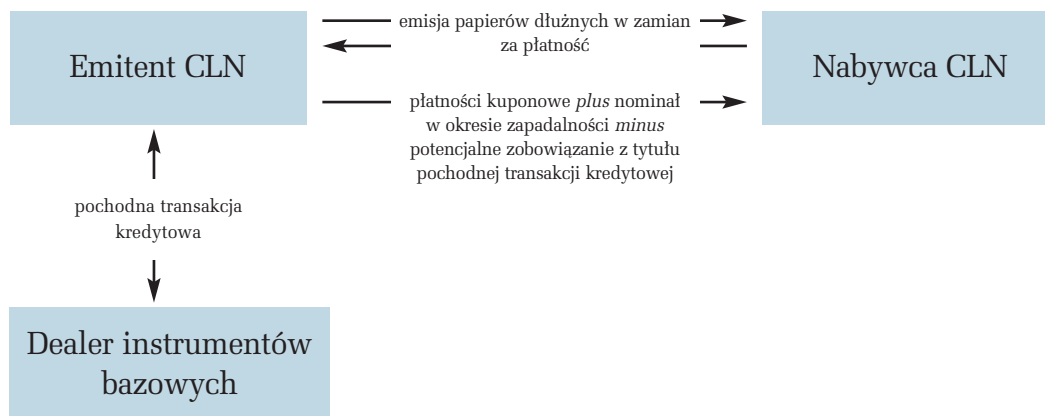 emisja papierów dłużnych w zamian
za płatność
Emitent CLN
Nabywca CLN
płatności kuponowe plus nominał
w okresie zapadalności minus
potencjalne zobowiązanie z tytułu
pochodnej transakcji kredytowej
pochodna transakcja
kredytowa
Dealer instrumentów
bazowych